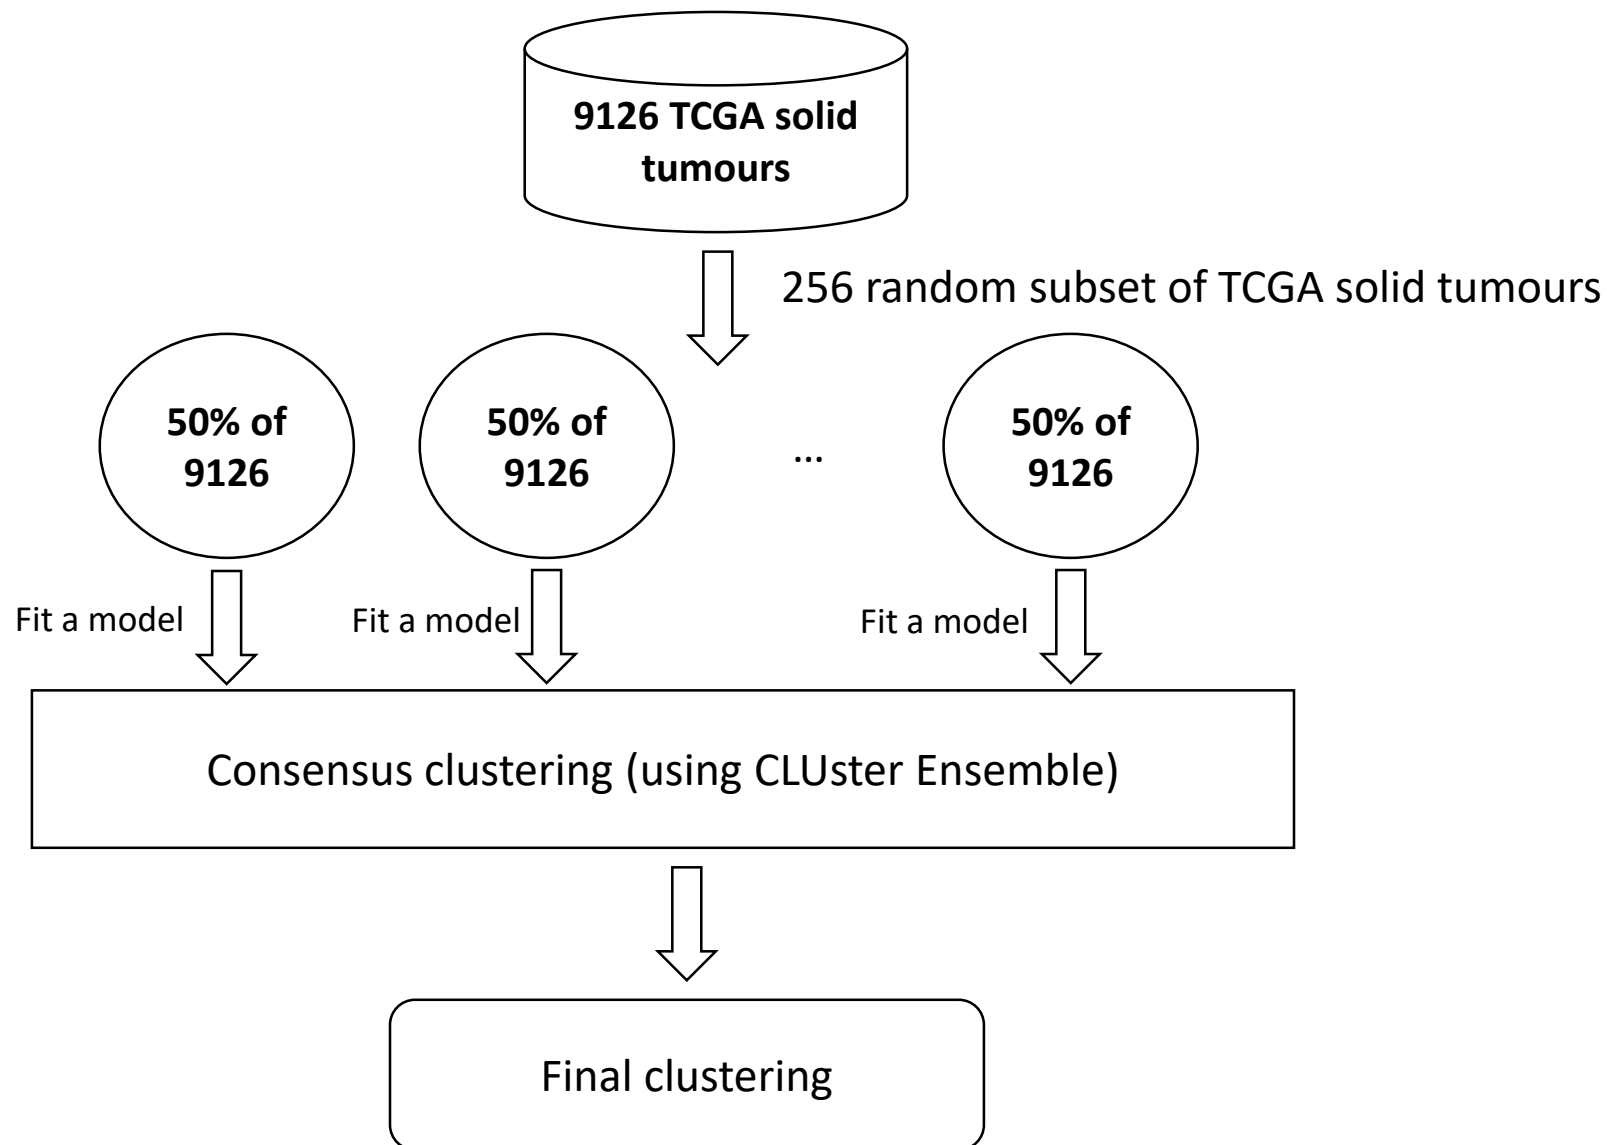 9126 TCGA solid
tumours
256 random subset of TCGA solid tumours
50% of
9126
50% of
9126
...
50% of
9126
Fit a model
Fit a model
Fit a model
Consensus clustering (using CLUster Ensemble)
Final clustering